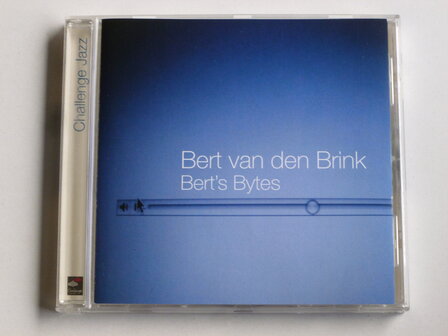 Challenge Jazz
Bert van den Brink
Bert's Bytes